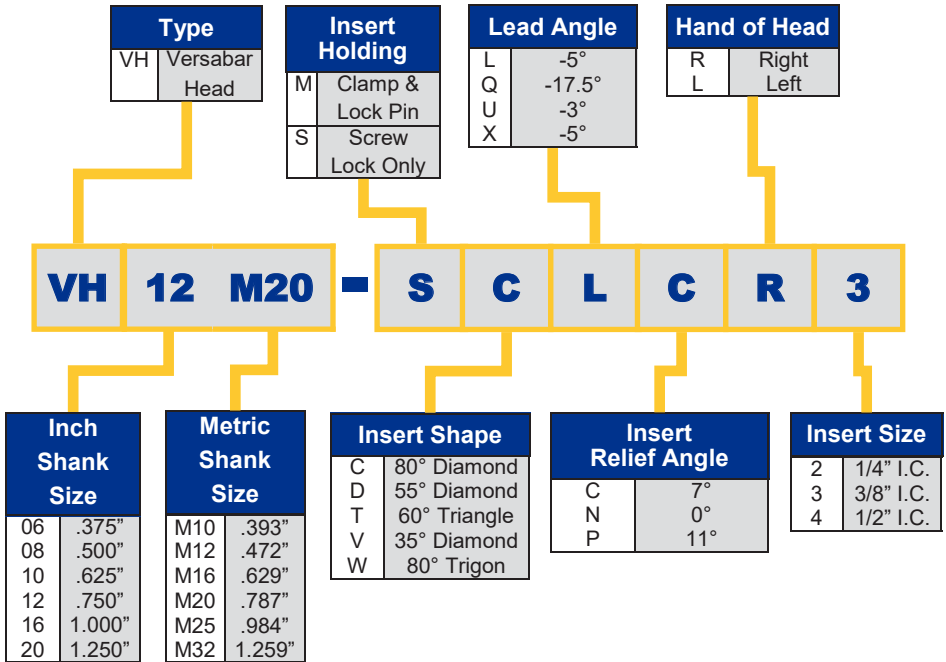 Type
VH Versabar
Head
Insert
Holding
M Clamp &
Lock Pin
S Screw
Lock Only
Lead Angle
L -5°
Q -17.5°
U -3°
X -5°
Hand of Head
R Right
L Left
VH 12 M20 - S C L C R 3
Inch
Shank
Size
06 .375”
08 .500”
10 .625”
12 .750”
16 1.000”
20 1.250”
Metric
Shank
Size
M10 .393”
M12 .472”
M16 .629”
M20 .787”
M25 .984”
M32 1.259”
Insert Shape
C 80° Diamond
D 55° Diamond
T 60° Triangle
V 35° Diamond
W 80° Trigon
Insert
Relief Angle
C 7°
N 0°
P 11°
Insert Size
2 1/4” I.C.
3 3/8” I.C.
4 1/2” I.C.